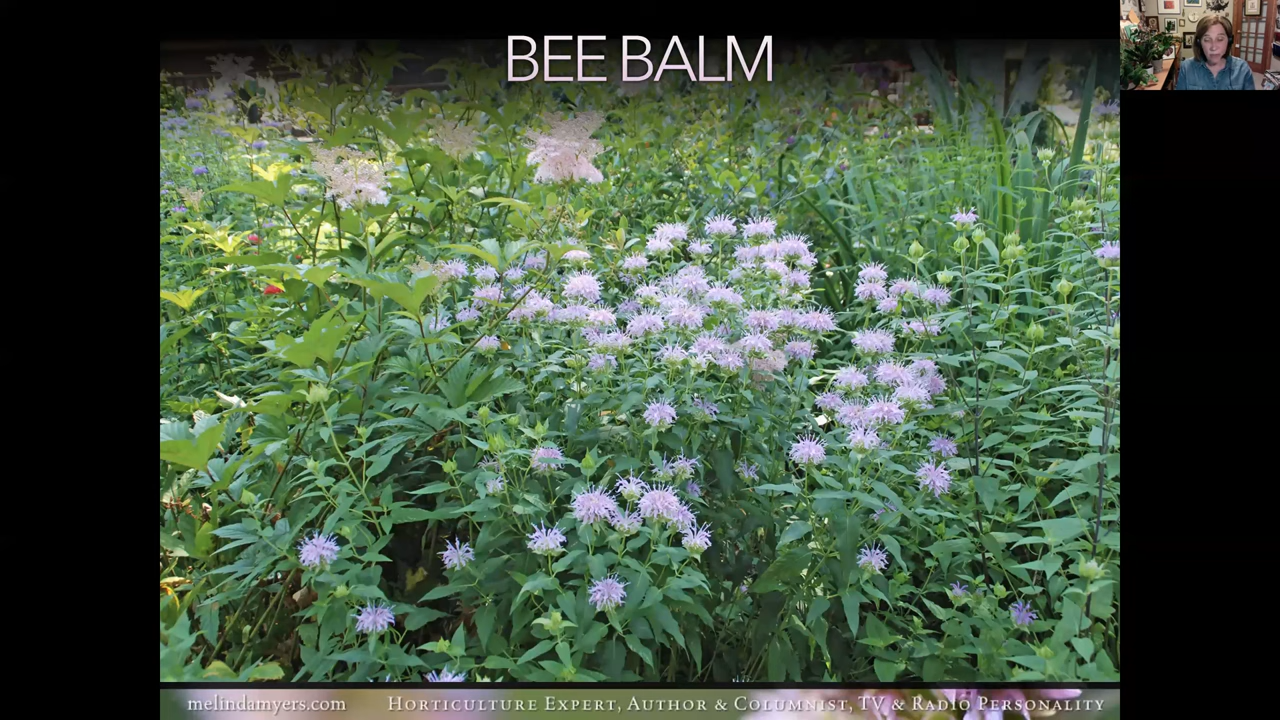 BEE BALM
melindamyers.com
HORTICULTURE EXPERT, AUTHOR & COLUMNIST, TV & RADIO PERSONALITY